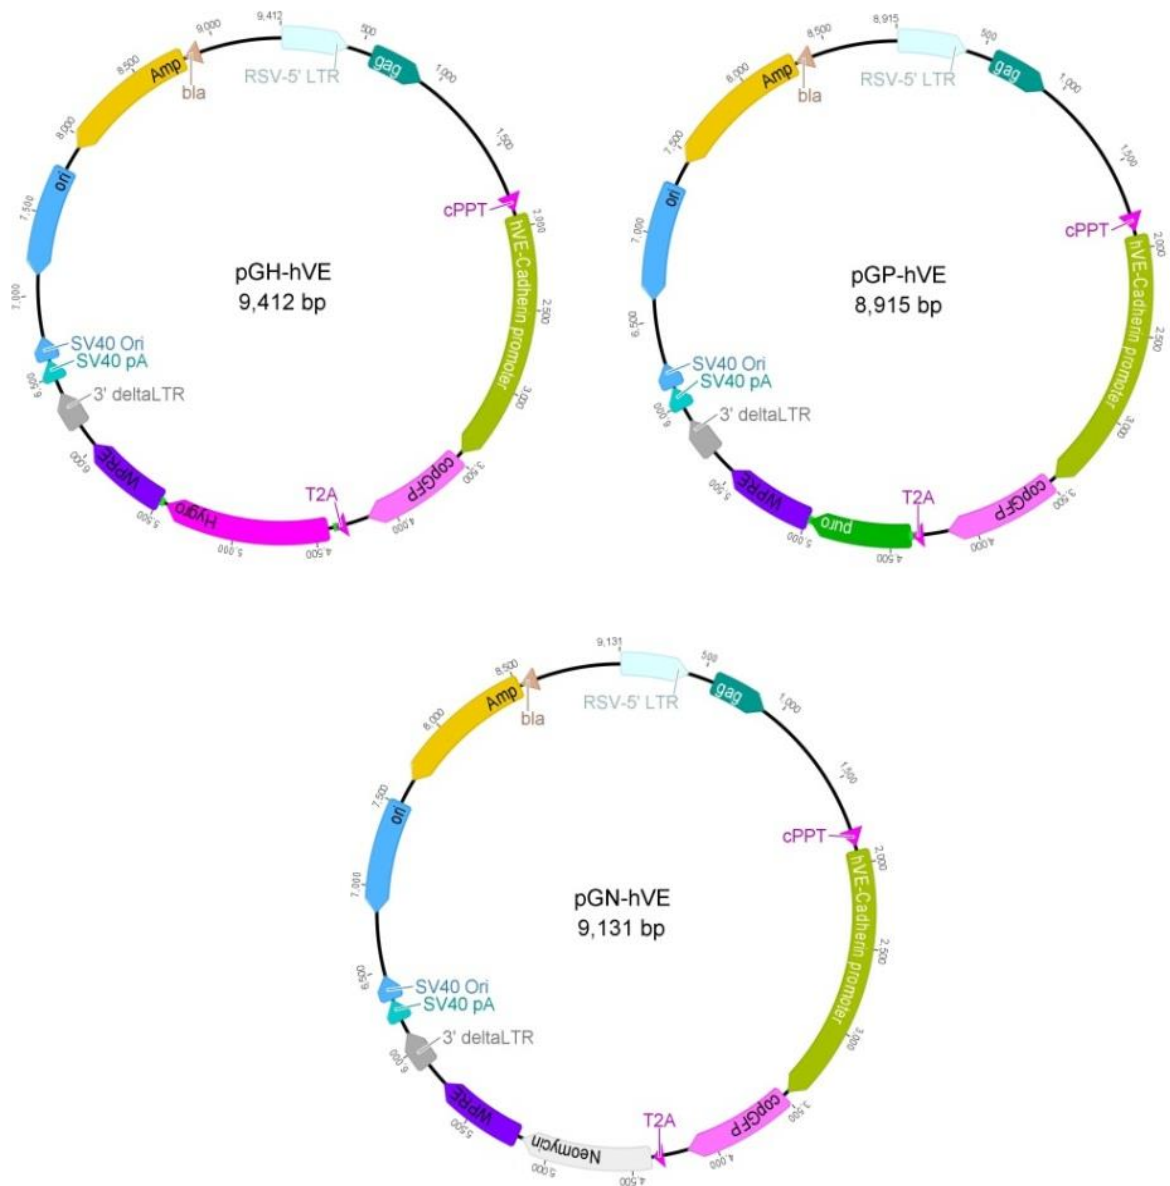 9,412
500
1,000
1,500
2,000
2,500
3,000
3,500
4,000
4,500
5,000
5,500
6,000
6,500
7,000
7,500
8,000
8,500
9,000
RSV-5' LTR
gag
cPPT
hVE-Cadherin promoter
copGFP
T2A
Hygro
WPRE
3' deltaLTR
SV40 pA
SV40 Ori
ori
Amp
bla
pGH-hVE
9,412 bp
8,915
500
1,000
1,500
2,000
2,500
3,000
3,500
4,000
4,500
5,000
5,500
6,000
6,500
7,000
7,500
8,000
8,500
RSV-5' LTR
gag
cPPT
hVE-Cadherin promoter
copGFP
T2A
puro
WPRE
3' deltaLTR
SV40 pA
SV40 Ori
ori
Amp
bla
pGP-hVE
8,915 bp
9,131
500
1,000
1,500
2,000
2,500
3,000
3,500
4,000
4,500
5,000
5,500
6,000
6,500
7,000
7,500
8,000
8,500
RSV-5' LTR
gag
cPPT
hVE-Cadherin promoter
copGFP
T2A
Neomycin
WPRE
3' deltaLTR
SV40 pA
SV40 Ori
ori
Amp
bla
pGN-hVE
9,131 bp